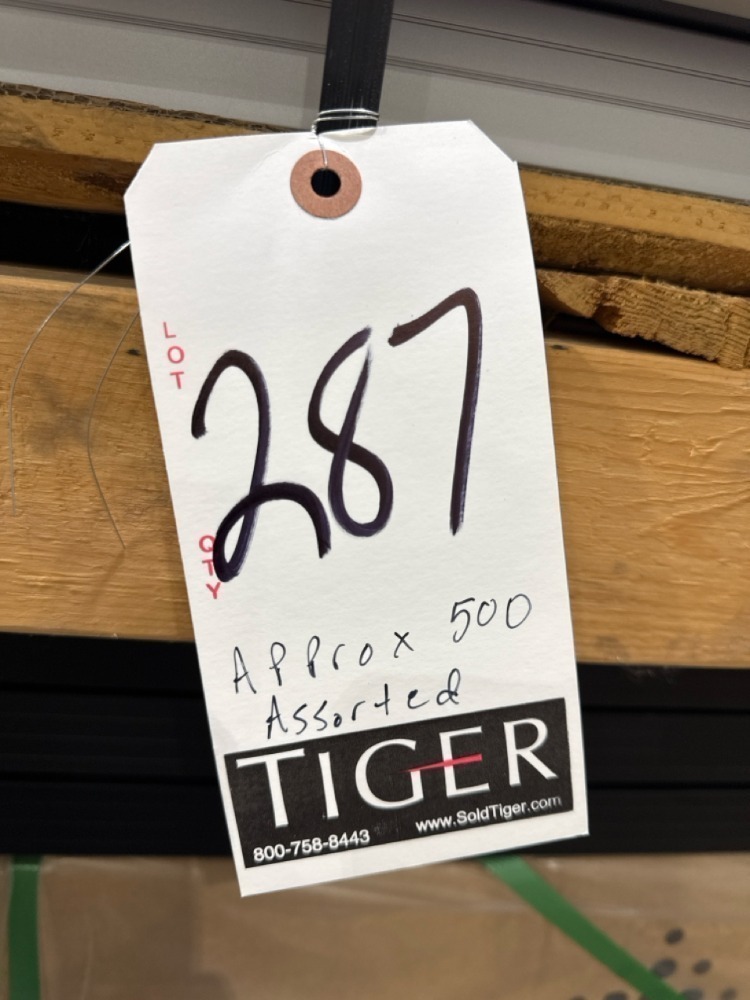 LOT
287
QTY
APProx 500
Assorted
TIGER
800-758-8443 www.SoldTiger.com